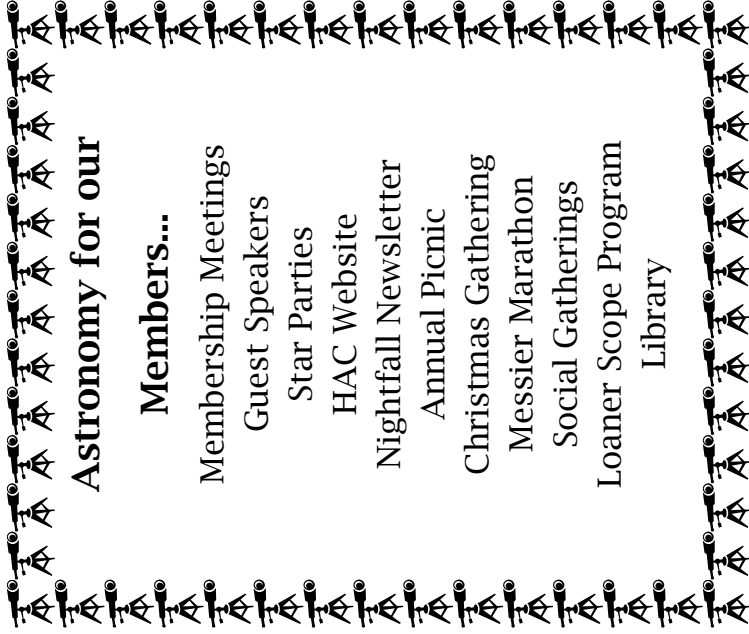 Astronomy for our
Members...
Membership Meetings
Guest Speakers
Star Parties
HAC Website
Nightfall Newsletter
Annual Picnic
Christmas Gathering
Messier Marathon
Social Gatherings
Loaner Scope Program
Library